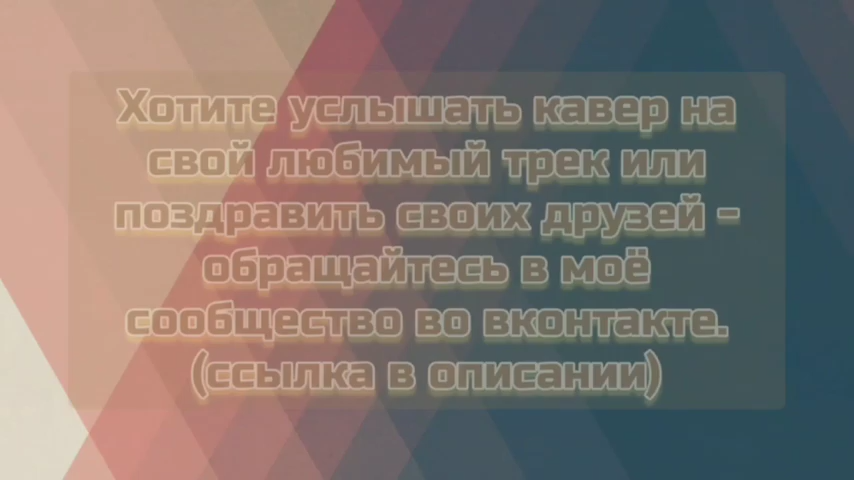 Хотите услышать кавер на
свой любимый трек или
поздравить своих друзей -
обращайтесь в моё
сообщество во вконтакте.
(ссылка в описании)